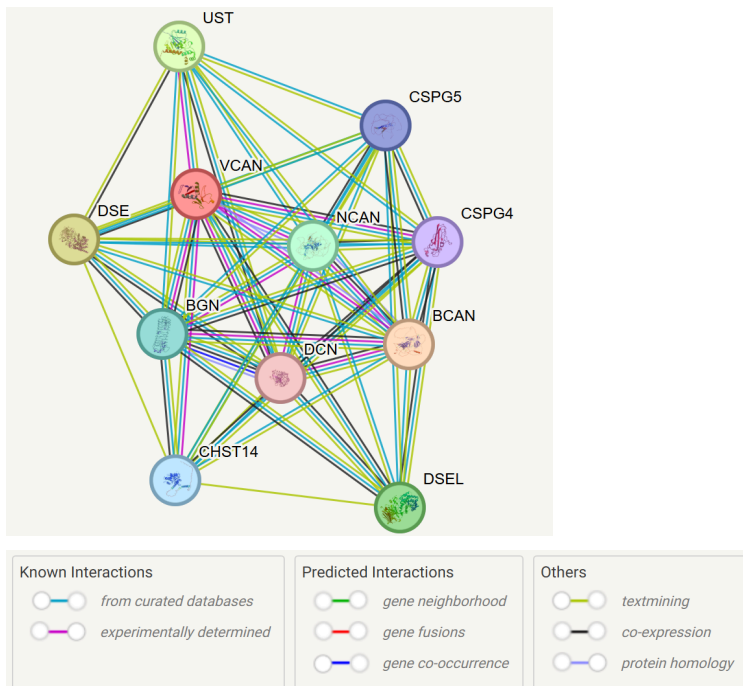 UST
CSPG5
VCAN
DSE
NCAN
CSPG4
BGN
BCAN
DCN
CHST14
DSEL
Known Interactions
from curated databases
experimentally determined
Predicted Interactions
gene neighborhood
gene fusions
gene co-occurrence
Others
textmining
co-expression
protein homology